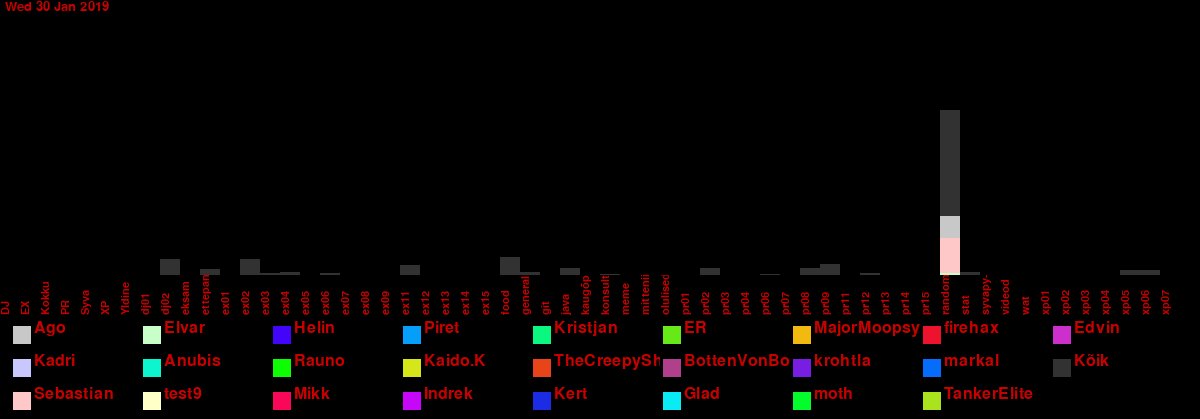 Wed 30 Jan 2019
DJ
EX
Kokku
PR
Syva
XP
Yldine
dj01
dj02
eksam
ettepan
ex01
ex02
ex03
ex04
ex05
ex06
ex07
ex08
ex09
ex11
ex12
ex13
ex14
ex15
food
general
git
java
kaugõp
konsult
meme
mittenii
olulised
pr01
pr02
pr03
pr04
pr06
pr07
pr08
pr09
pr11
pr12
pr13
pr14
pr15
random
stat
syvapy-
videod
wat
xp01
xp02
xp03
xp04
xp05
xp06
xp07
Ago Elvar Helin Piret Kristjan ER MajorMoopsy firehax Edvin
Kadri Anubis Rauno Kaido.K TheCreepySh BottenVonBo krohtla markal Kõik
Sebastian test9 Mikk Indrek Kert Glad moth TankerElite